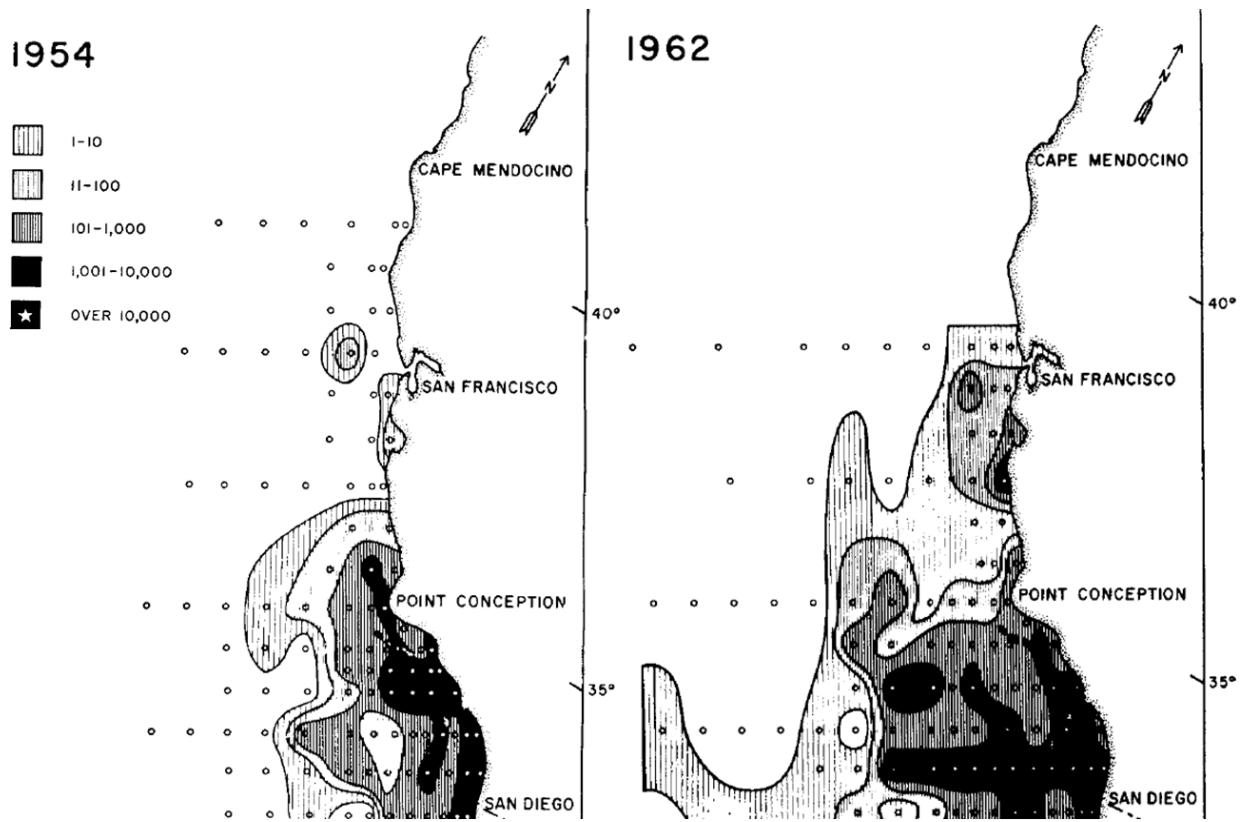 1954
N
1-10
11-100
101-1,000
1,001-10,000
OVER 10,000
CAPE MENDOCINO
40°
SAN FRANCISCO
POINT CONCEPTION
35°
SAN DIEGO
1962
N
CAPE MENDOCINO
40°
SAN FRANCISCO
POINT CONCEPTION
35°
SAN DIEGO